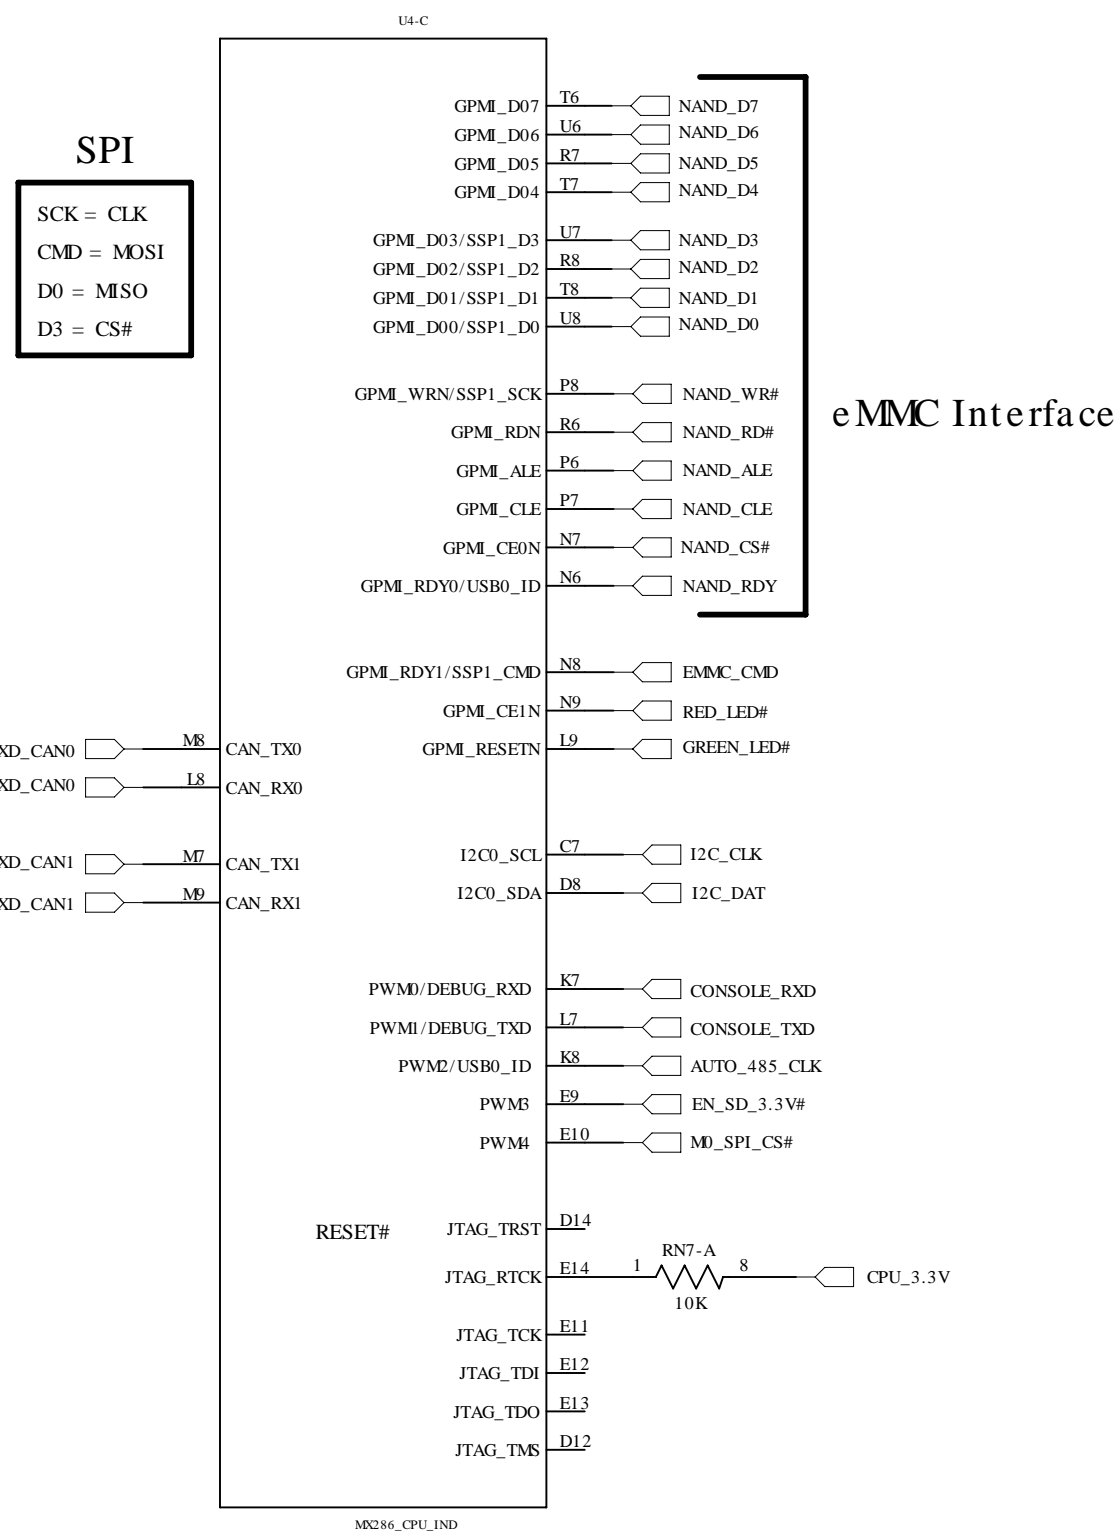 U4-C
SPI
SCK = CLK
CMD = MOSI
D0 = MISO
D3 = CS#
GPMI_D07 T6 NAND_D7
GPMI_D06 U6 NAND_D6
GPMI_D05 R7 NAND_D5
GPMI_D04 T7 NAND_D4
GPMI_D03/SSP1_D3 U7 NAND_D3
GPMI_D02/SSP1_D2 R8 NAND_D2
GPMI_D01/SSP1_D1 T8 NAND_D1
GPMI_D00/SSP1_D0 U8 NAND_D0
GPMI_WRN/SSP1_SCK P8 NAND_WR#
GPMI_RDN R6 NAND_RD#
GPMI_ALE P6 NAND_ALE
GPMI_CLE P7 NAND_CLE
GPMI_CE0N N7 NAND_CS#
GPMI_RDY0/USB0_ID N6 NAND_RDY
eMMC Interface
GPMI_RDY1/SSP1_CMD N8 EMMC_CMD
GPMI_CE1N N9 RED_LED#
GPMI_RESETN L9 GREEN_LED#
XD_CAN0 M8 CAN_TX0
XD_CAN0 L8 CAN_RX0
XD_CAN1 M7 CAN_TX1
XD_CAN1 M9 CAN_RX1
I2C0_SCL C7 I2C_CLK
I2C0_SDA D8 I2C_DAT
PWM0/DEBUG_RXD K7 CONSOLE_RXD
PWM1/DEBUG_TXD L7 CONSOLE_TXD
PWM2/USB0_ID K8 AUTO_485_CLK
PWM3 E9 EN_SD_3.3V#
PWM4 E10 M0_SPI_CS#
RESET# JTAG_TRST D14
JTAG_RTCK E14 1 RN7-A 8 CPU_3.3V
10K
JTAG_TCK E11
JTAG_TDI E12
JTAG_TDO E13
JTAG_TMS D12
MX286_CPU_IND